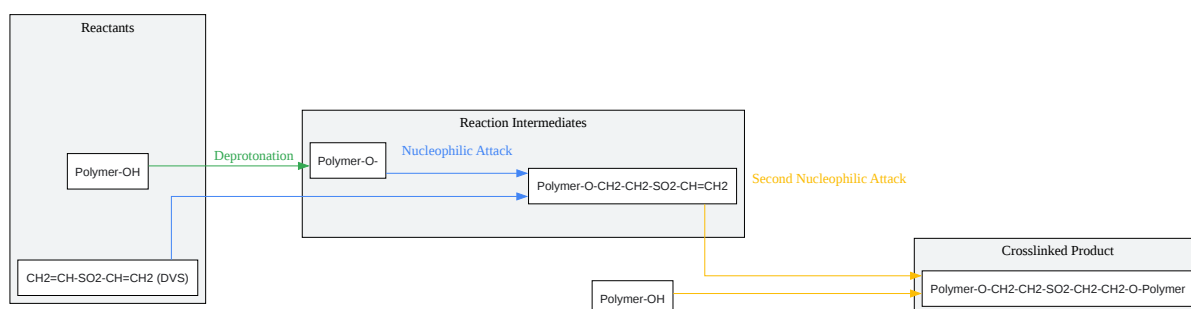 Reactants
Reaction Intermediates
Deprotonation
Nucleophilic Attack
Polymer-OH
Polymer-O-
Polymer-O-CH2-CH2-SO2-CH=CH2
Second Nucleophilic Attack
CH2=CH-SO2-CH=CH2 (DVS)
Crosslinked Product
Polymer-O-CH2-CH2-SO2-CH2-CH2-O-Polymer
Polymer-OH